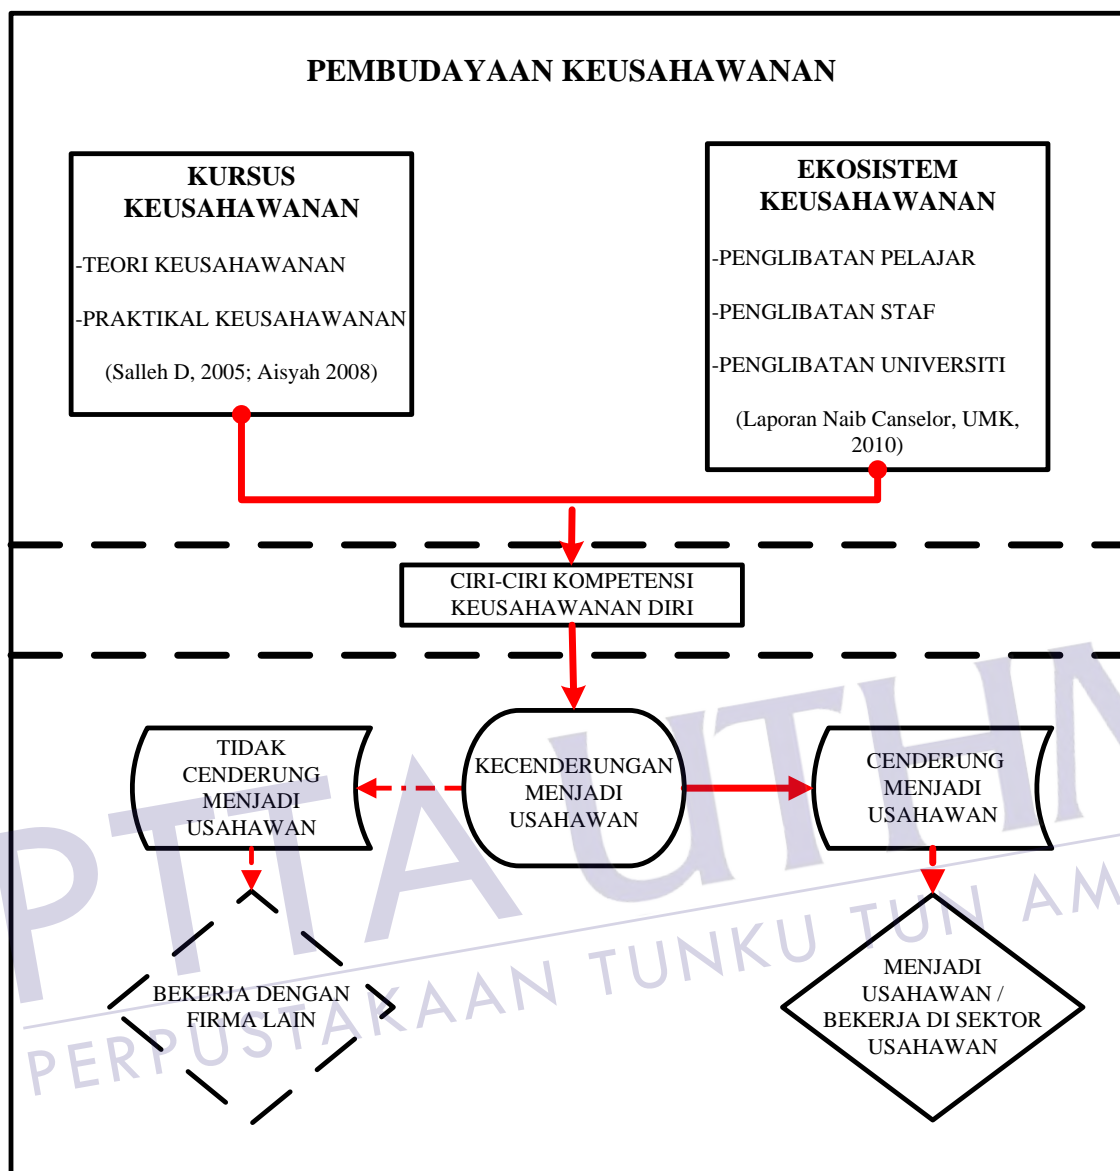 PEMBUDAYAAN KEUSAHAWANAN
KURSUS
KEUSAHAWANAN
-TEORI KEUSAHAWANAN
-PRAKTIKAL KEUSAHAWANAN
(Salleh D, 2005; Aisyah 2008)
EKOSISTEM
KEUSAHAWANAN
-PENGLIBATAN PELAJAR
-PENGLIBATAN STAF
-PENGLIBATAN UNIVERSITI
(Laporan Naib Canselor, UMK,
2010)
CIRI-CIRI KOMPETENSI
KEUSAHAWANAN DIRI
TIDAK
CENDERUNG
MENJADI
USAHAWAN
KECENDERUNGAN
MENJADI
USAHAWAN
CENDERUNG
MENJADI
USAHAWAN
BEKERJA DENGAN
FIRMA LAIN
MENJADI
USAHAWAN /
BEKERJA DI SEKTOR
USAHAWAN
PTTA UTHM
PERPUSTAKAAN TUNKU TUN AM